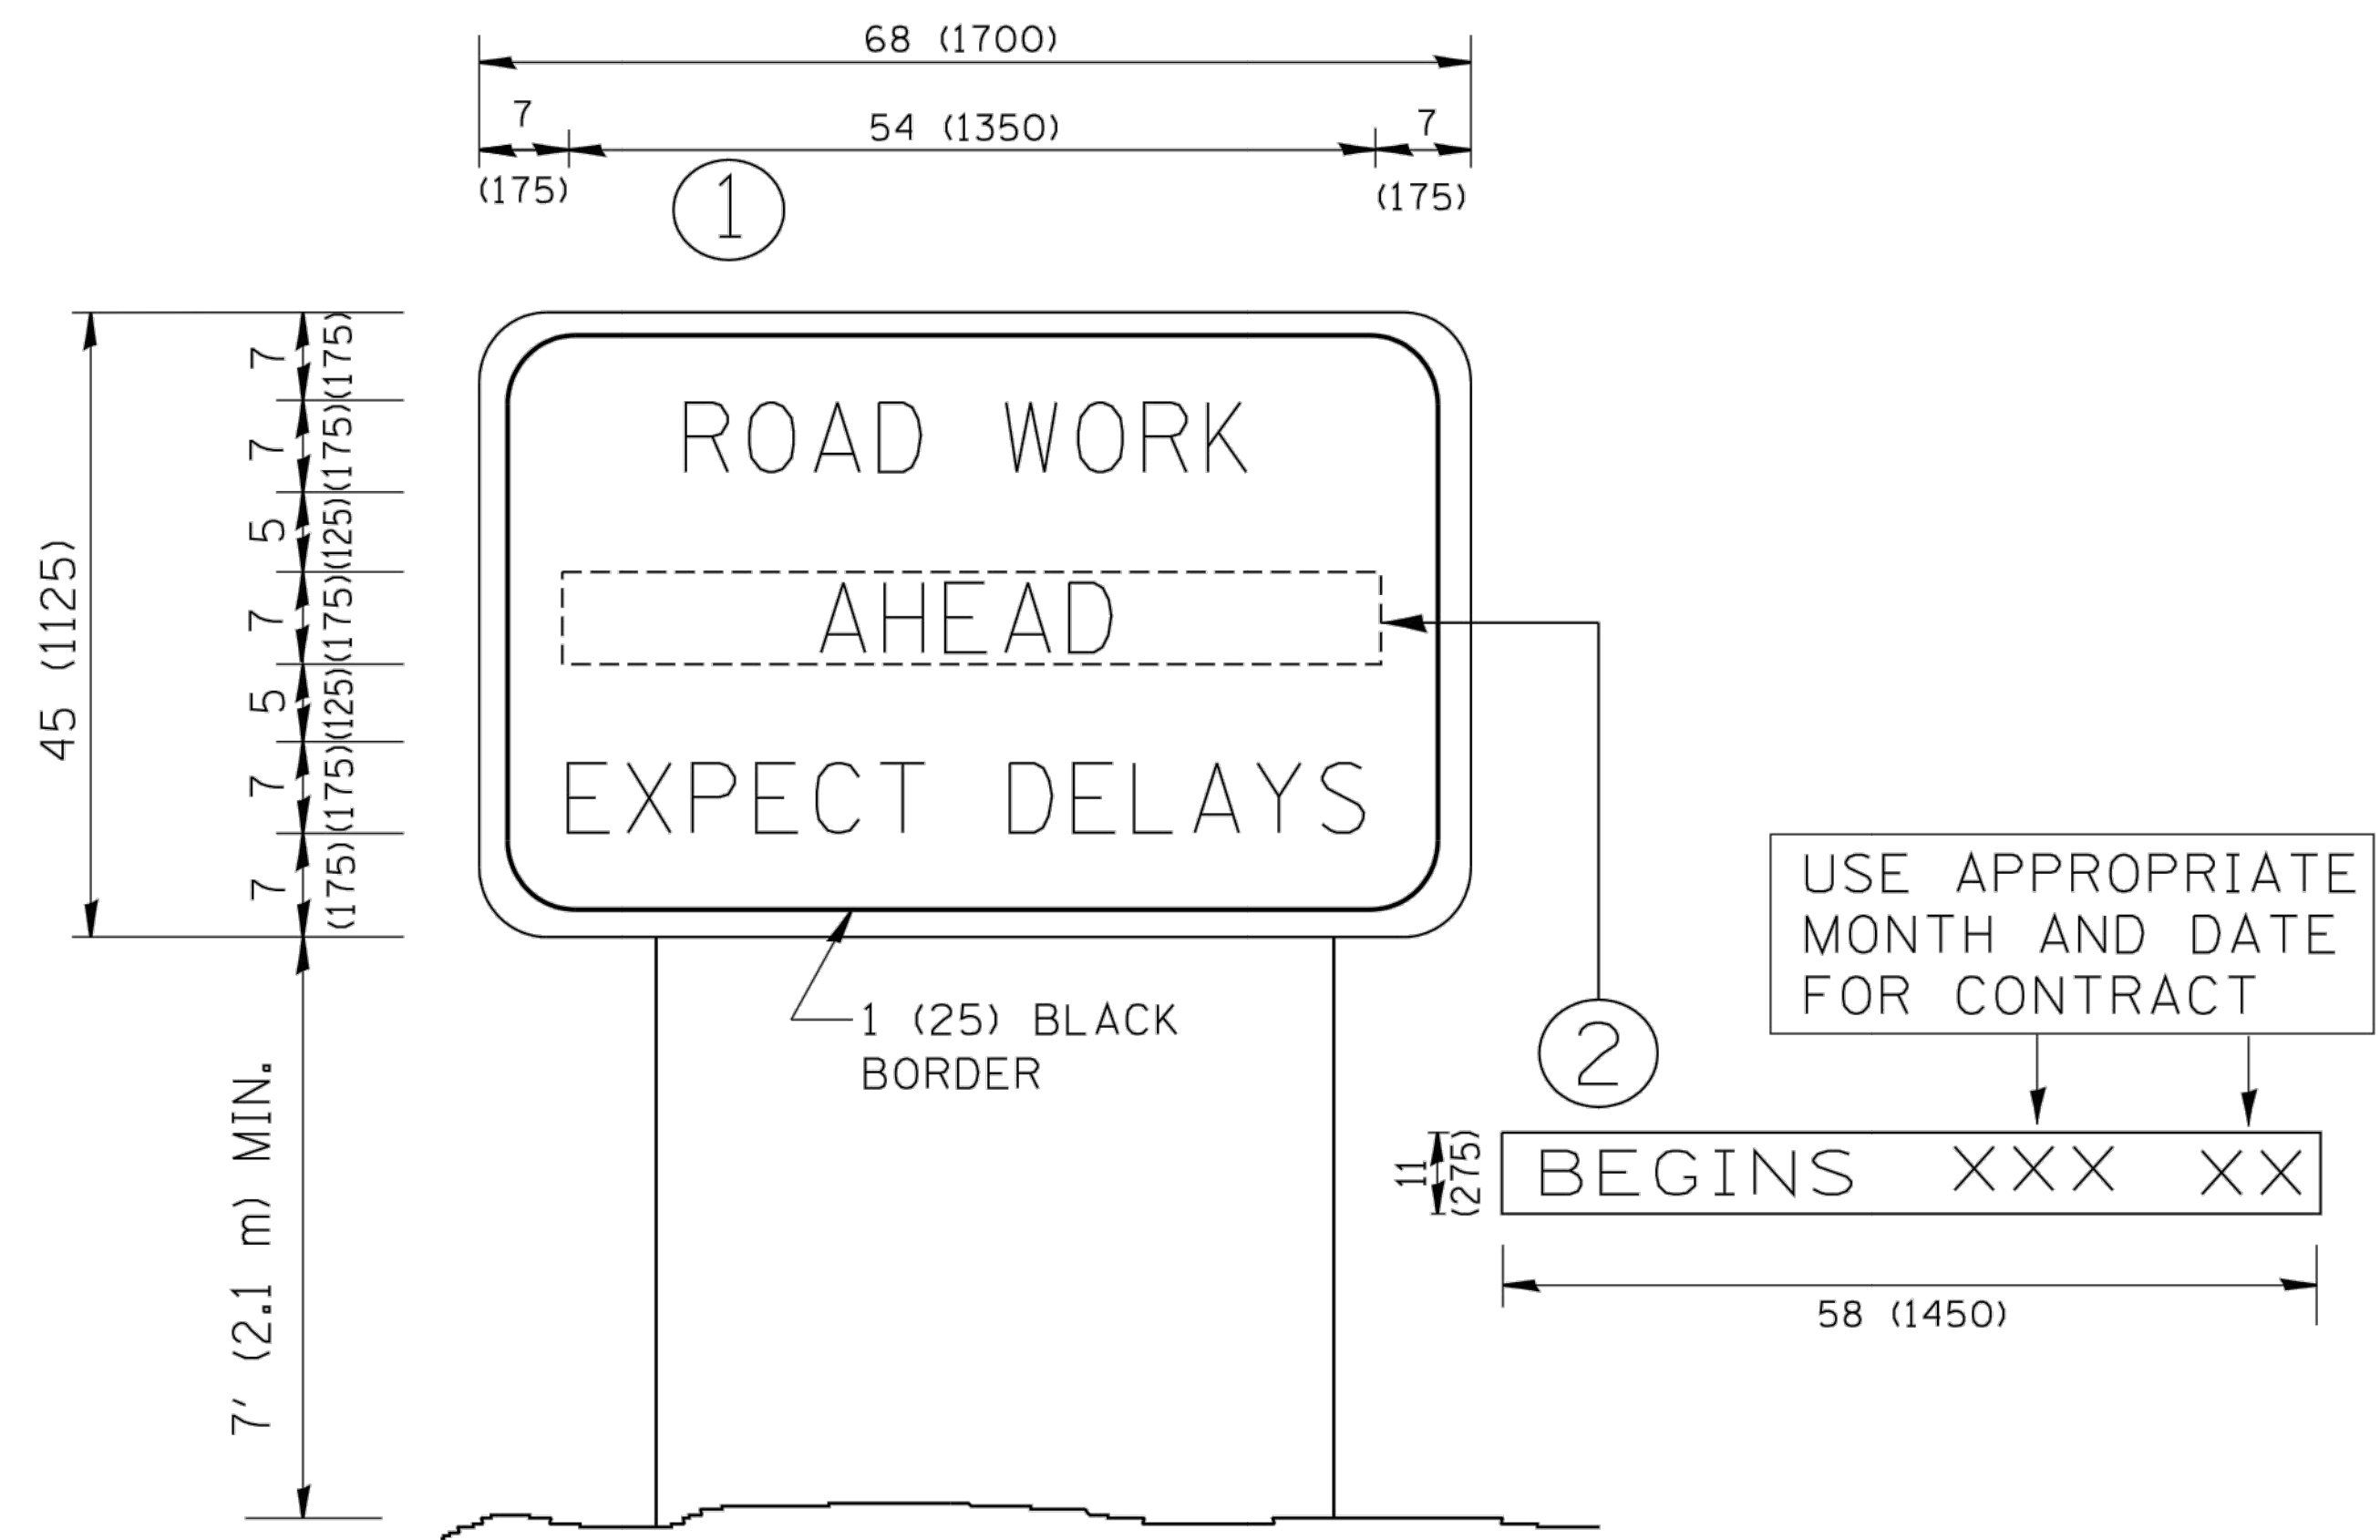 68 (1700)
7
54 (1350)
7
(175)
(175)
1
45 (1125)
7 (175)
7 (175)
5 (125)
7 (175)
5 (125)
7 (175)
7 (175)
7' (2.1 m) MIN.
ROAD WORK
AHEAD
EXPECT DELAYS
1 (25) BLACK
BORDER
2
USE APPROPRIATE
MONTH AND DATE
FOR CONTRACT
11
(275)
BEGINS XXX XX
58 (1450)